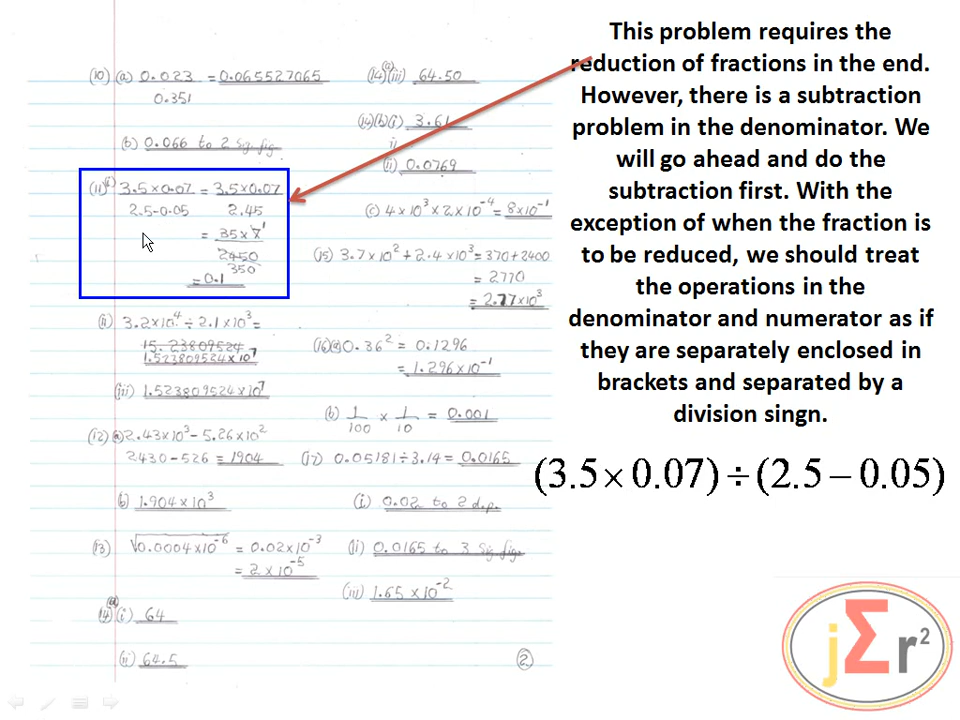 (10) (a) 0.023 = 0.065527065
0.351
(b) 0.066 to 2 sig fig
(11)(i) 3.5×0.07 = 3.5×0.07
2.5-0.05 2.45
= 35×7 1
2450
350
= 0.1
(ii) 3.2×10⁴ ÷ 2.1×10³ =
15.23809524
1.523809524×10⁷
(iii) 1.523809524×10⁷
(12) (a) 2.43×10³ - 5.26×10²
2430-526 = 1904
(b) 1.904×10³
(13) √0.0004×10⁻⁶ = 0.02×10⁻³
= 2×10⁻⁵
14(a)(i) 64
(ii) 64.5
(14)(a)(iii) 64.50
(14)(b)(i) 3.61
ii
(ii) 0.0769
(c) 4×10³×2×10⁻⁴ = 8×10⁻¹
(15) 3.7×10²+2.4×10³=370+2400
= 2770
= 2.77×10³
(16)(a) 0.36² = 0.1296
= 1.296×10⁻¹
(b) 1/100 × 1/10 = 0.001
(17) 0.05181÷3.14=0.0165
(i) 0.02 to 2 d.p.
(ii) 0.0165 to 3 sig figs
(iii) 1.65×10⁻²
(2)
This problem requires the
reduction of fractions in the end.
However, there is a subtraction
problem in the denominator. We
will go ahead and do the
subtraction first. With the
exception of when the fraction is
to be reduced, we should treat
the operations in the
denominator and numerator as if
they are separately enclosed in
brackets and separated by a
division singn.
(3.5×0.07)÷(2.5−0.05)
jΣr²